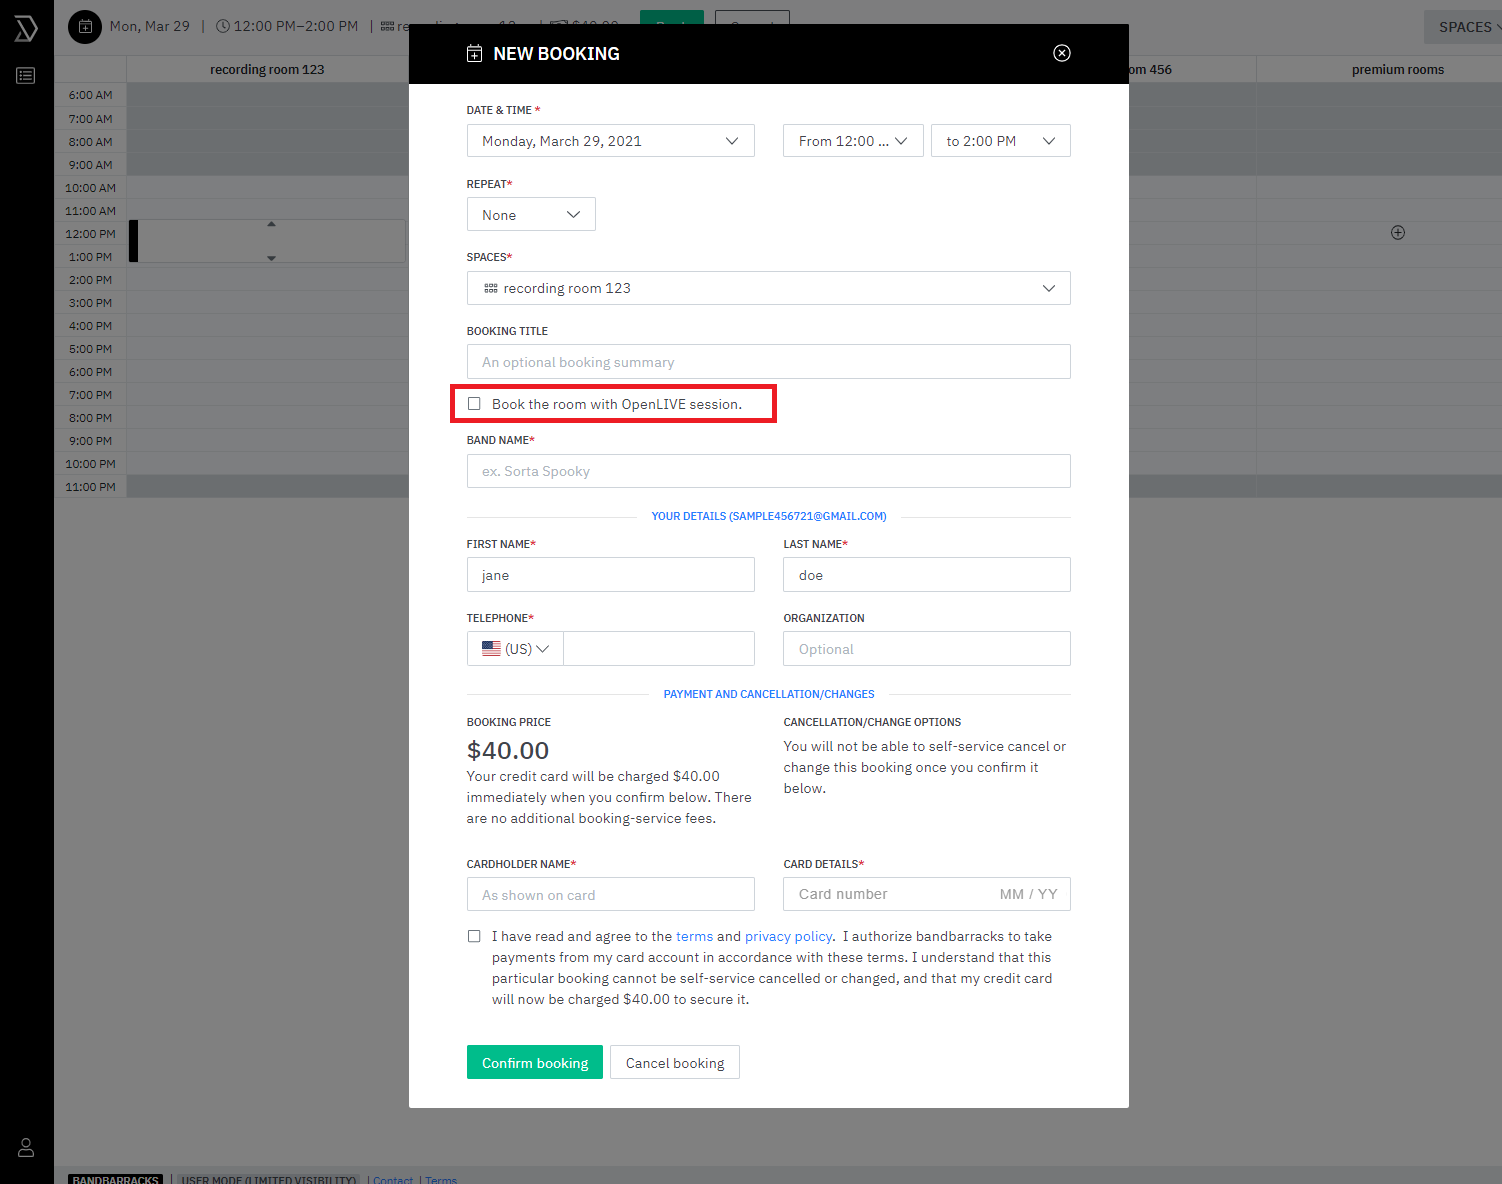 Mon, Mar 29 | 12:00 PM–2:00 PM |
SPACES
recording room 123
om 456
premium rooms
6:00 AM
7:00 AM
8:00 AM
9:00 AM
10:00 AM
11:00 AM
12:00 PM
1:00 PM
2:00 PM
3:00 PM
4:00 PM
5:00 PM
6:00 PM
7:00 PM
8:00 PM
9:00 PM
10:00 PM
11:00 PM
NEW BOOKING
DATE & TIME *
Monday, March 29, 2021
From 12:00 ...
to 2:00 PM
REPEAT*
None
SPACES*
recording room 123
BOOKING TITLE
An optional booking summary
Book the room with OpenLIVE session.
BAND NAME*
ex. Sorta Spooky
YOUR DETAILS (SAMPLE456721@GMAIL.COM)
FIRST NAME*
LAST NAME*
jane
doe
TELEPHONE*
ORGANIZATION
(US)
Optional
PAYMENT AND CANCELLATION/CHANGES
BOOKING PRICE
$40.00
Your credit card will be charged $40.00
immediately when you confirm below. There
are no additional booking-service fees.
CANCELLATION/CHANGE OPTIONS
You will not be able to self-service cancel or
change this booking once you confirm it
below.
CARDHOLDER NAME*
CARD DETAILS*
As shown on card
Card number MM / YY
I have read and agree to the terms and privacy policy. I authorize bandbarracks to take
payments from my card account in accordance with these terms. I understand that this
particular booking cannot be self-service cancelled or changed, and that my credit card
will now be charged $40.00 to secure it.
Confirm booking
Cancel booking
BANDBARRACKS | USER MODE (LIMITED VISIBILITY) | Contact | Terms